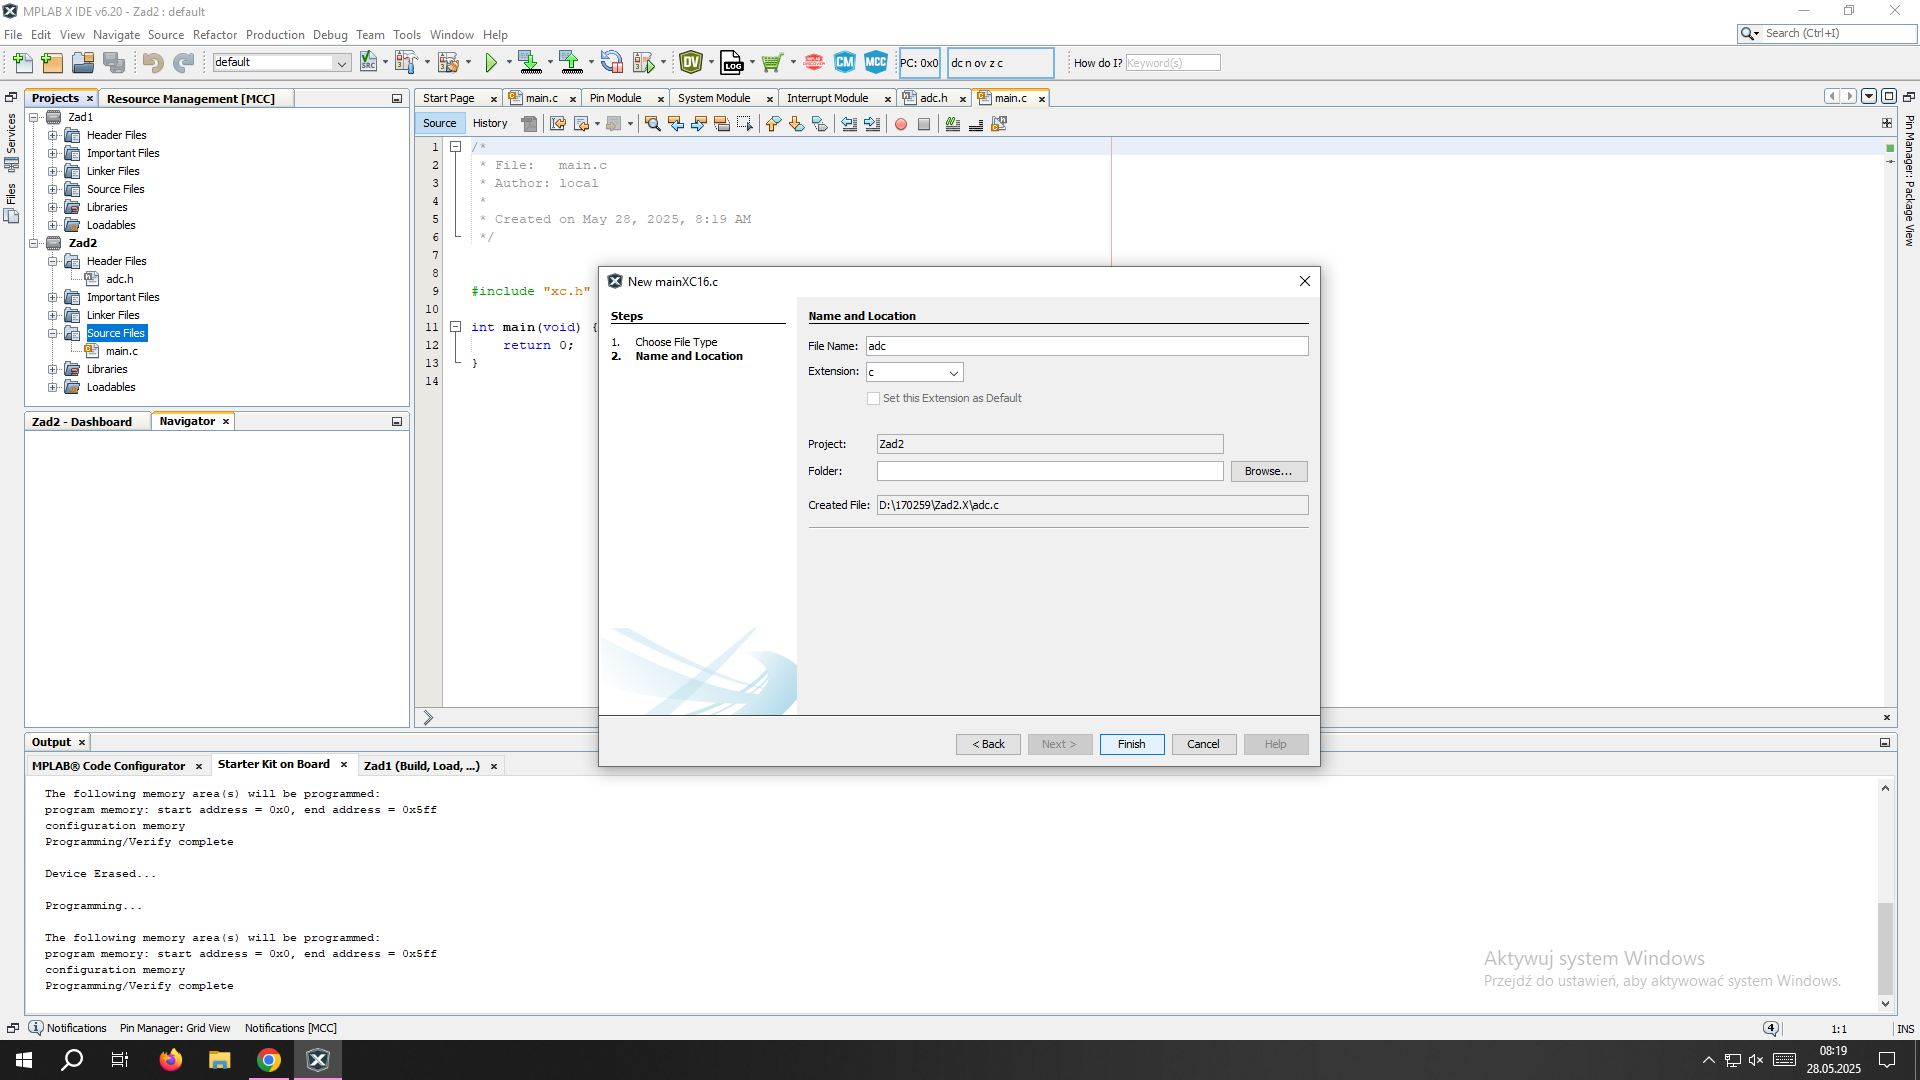 MPLAB X IDE v6.20 - Zad2 : default
File Edit View Navigate Source Refactor Production Debug Team Tools Window Help
Search (Ctrl+I)
default
SRC
DV
LOG
CM
MCC
PC: 0x0
dc n ov z c
How do I?
Keyword(s)
Projects
Resource Management [MCC]
Services
Files
Zad1
Header Files
Important Files
Linker Files
Source Files
Libraries
Loadables
Zad2
Header Files
adc.h
Important Files
Linker Files
Source Files
main.c
Libraries
Loadables
Zad2 - Dashboard
Navigator
Start Page
main.c
Pin Module
System Module
Interrupt Module
adc.h
main.c
Source
History
Pin Manager: Package View
1 /*
2 * File:   main.c
3 * Author: local
4 *
5 * Created on May 28, 2025, 8:19 AM
6 */
7
8
9 #include "xc.h"
10
11 int main(void) {
12 return 0;
13 }
14
New mainXC16.c
Steps
1. Choose File Type
2. Name and Location
Name and Location
File Name: adc
Extension: c
Set this Extension as Default
Project: Zad2
Folder:
Browse...
Created File: D:\170259\Zad2.X\adc.c
< Back
Next >
Finish
Cancel
Help
Output
MPLAB® Code Configurator
Starter Kit on Board
Zad1 (Build, Load, ...)
The following memory area(s) will be programmed:
program memory: start address = 0x0, end address = 0x5ff
configuration memory
Programming/Verify complete
Device Erased...
Programming...
The following memory area(s) will be programmed:
program memory: start address = 0x0, end address = 0x5ff
configuration memory
Programming/Verify complete
Aktywuj system Windows
Przejdź do ustawień, aby aktywować system Windows.
Notifications
Pin Manager: Grid View
Notifications [MCC]
4
1:1
INS
08:19
28.05.2025